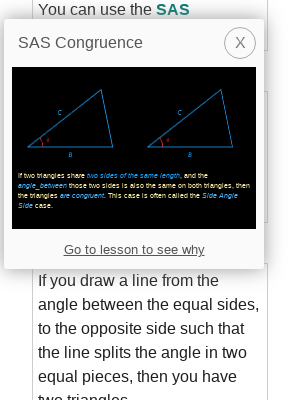 You can use the SAS
SAS Congruence
X
C
C
B
B
If two triangles share two sides of the same length, and the
angle_between those two sides is also the same on both triangles, then
the triangles are congruent. This case is often called the Side Angle
Side case.
Go to lesson to see why
If you draw a line from the
angle between the equal sides,
to the opposite side such that
the line splits the angle in two
equal pieces, then you have
two triangles